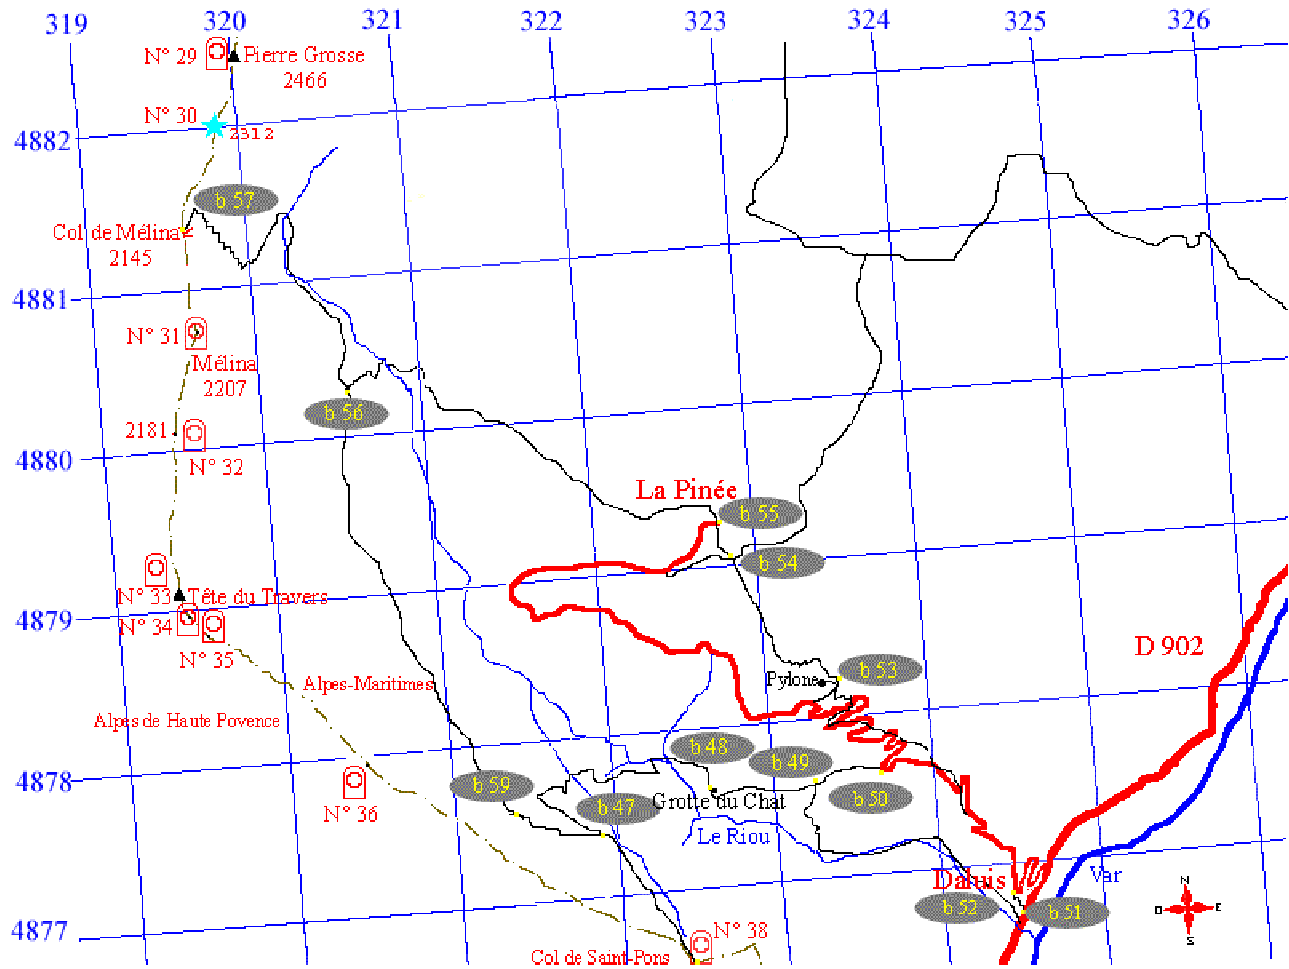 319 320 321 322 323 324 325 326
N° 29
Pierre Grosse
2466
N° 30
2312
4882
b 57
Col de Mélina
2145
4881
N° 31
Mélina
2207
b 56
2181
N° 32
4880
La Pinée
b 55
b 54
N° 33
Tête du Travers
4879
N° 34
N° 35
D 902
b 53
Pylone
Alpes-Maritimes
Alpes de Haute Povence
b 48
b 49
4878
b 59
b 50
N° 36
b 47
Grotte du Chat
Le Riou
Daluis
Var
b 52
b 51
N
O
E
S
4877
N° 38
Col de Saint-Pons